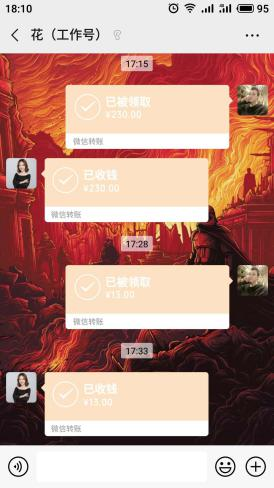 18:10
95
花（工作号）
17:15
已被领取
¥230.00
微信转账
已收钱
¥230.00
微信转账
17:28
已被领取
¥13.00
微信转账
17:33
已收钱
¥13.00
微信转账